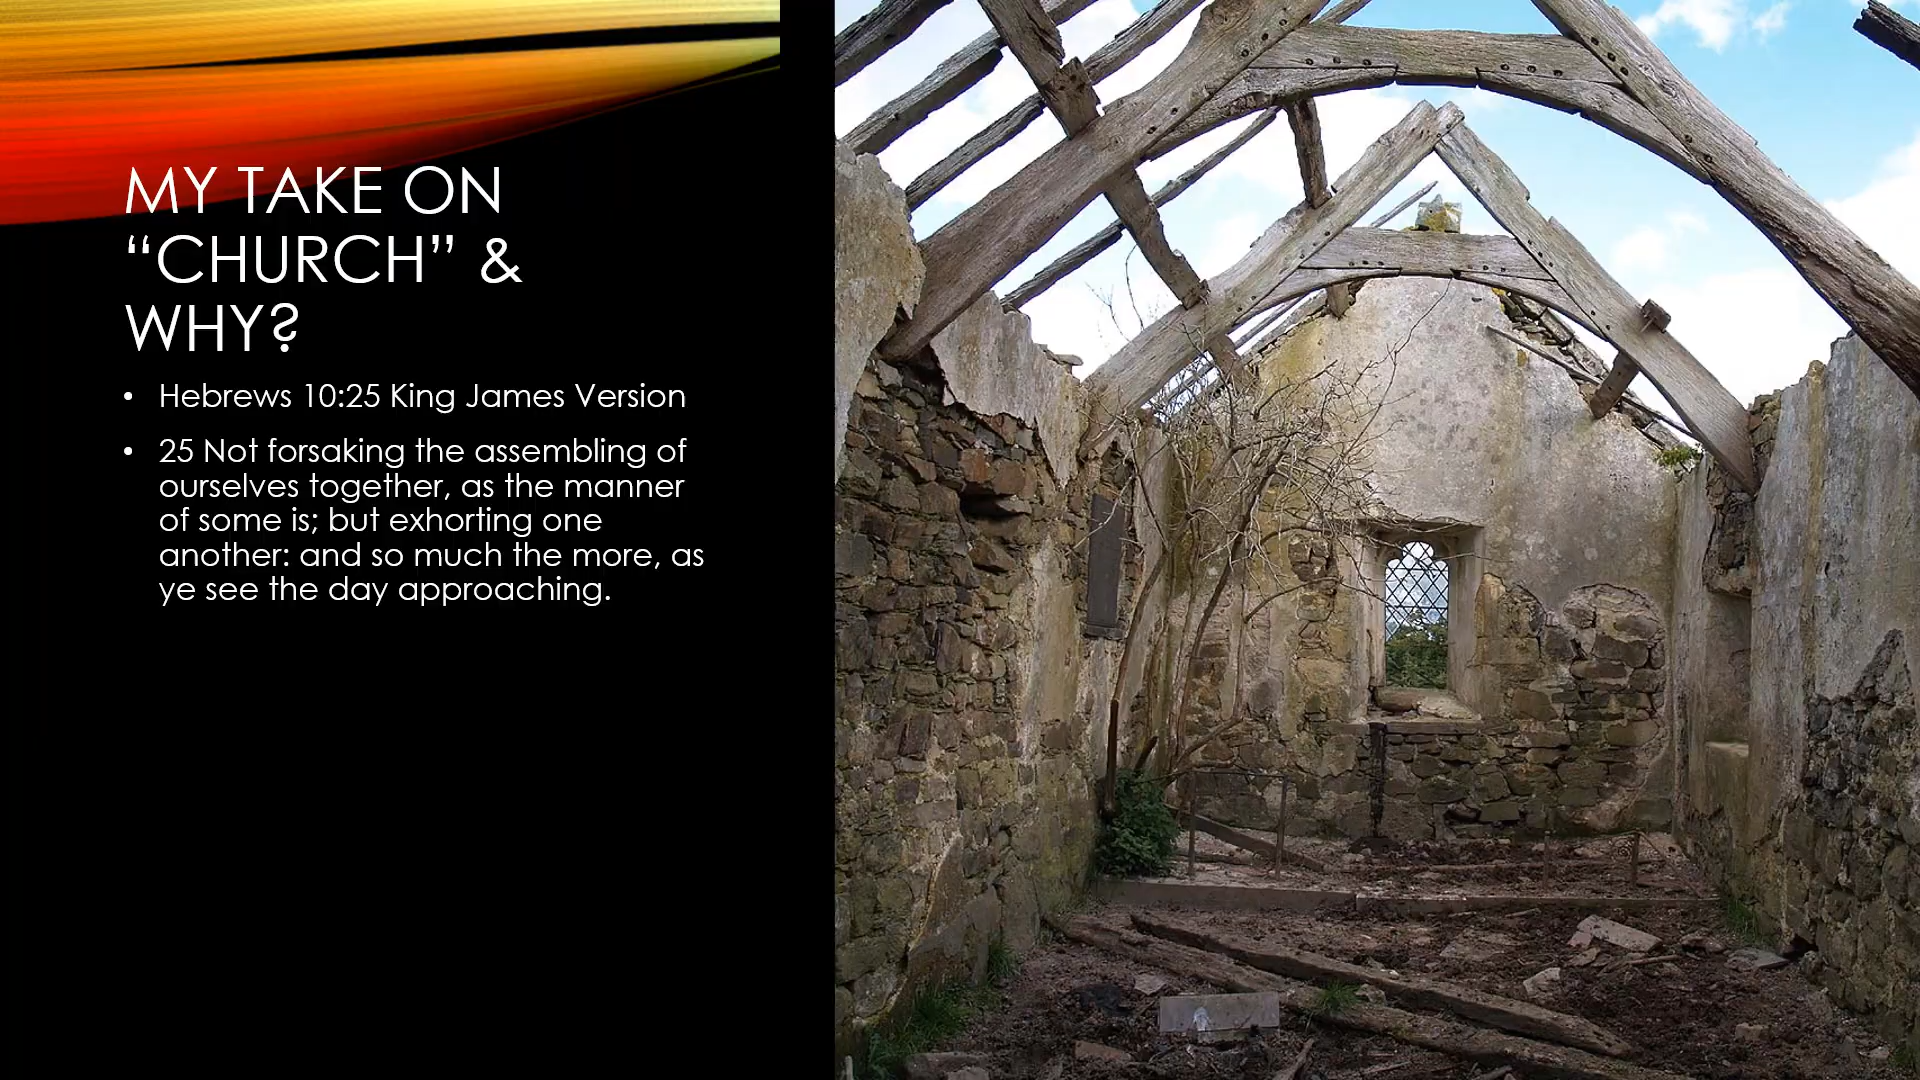 MY TAKE ON
“CHURCH” &
WHY?
• Hebrews 10:25 King James Version
• 25 Not forsaking the assembling of
ourselves together, as the manner
of some is; but exhorting one
another: and so much the more, as
ye see the day approaching.